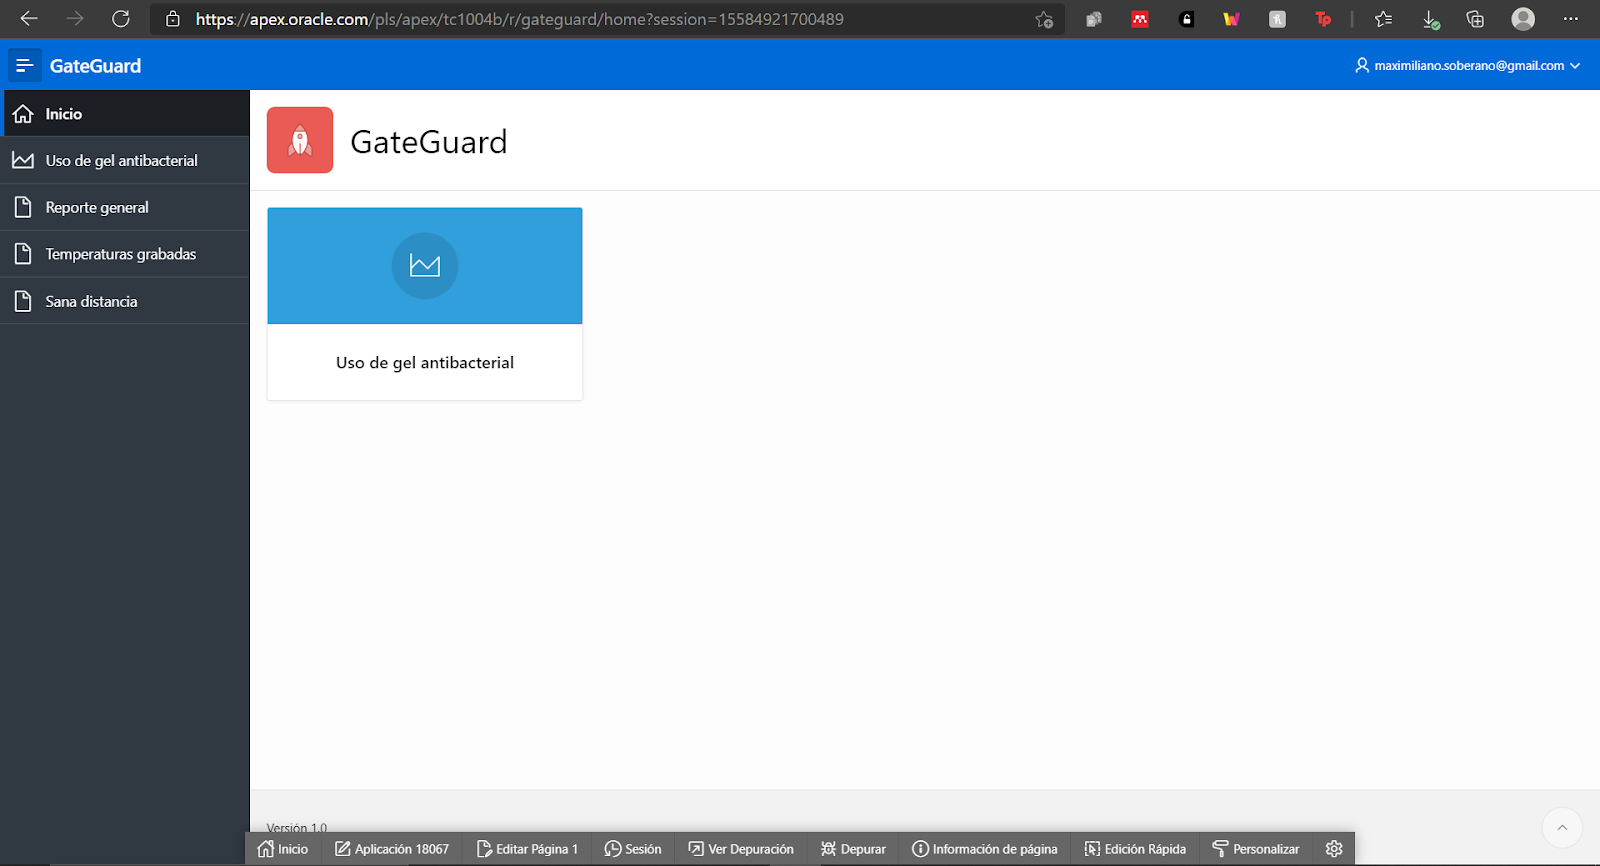 https://apex.oracle.com/pls/apex/tc1004b/r/gateguard/home?session=15584921700489
GateGuard
maximiliano.soberano@gmail.com
Inicio
Uso de gel antibacterial
Reporte general
Temperaturas grabadas
Sana distancia
GateGuard
Uso de gel antibacterial
Versión 1.0
Inicio
Aplicación 18067
Editar Página 1
Sesión
Ver Depuración
Depurar
Información de página
Edición Rápida
Personalizar